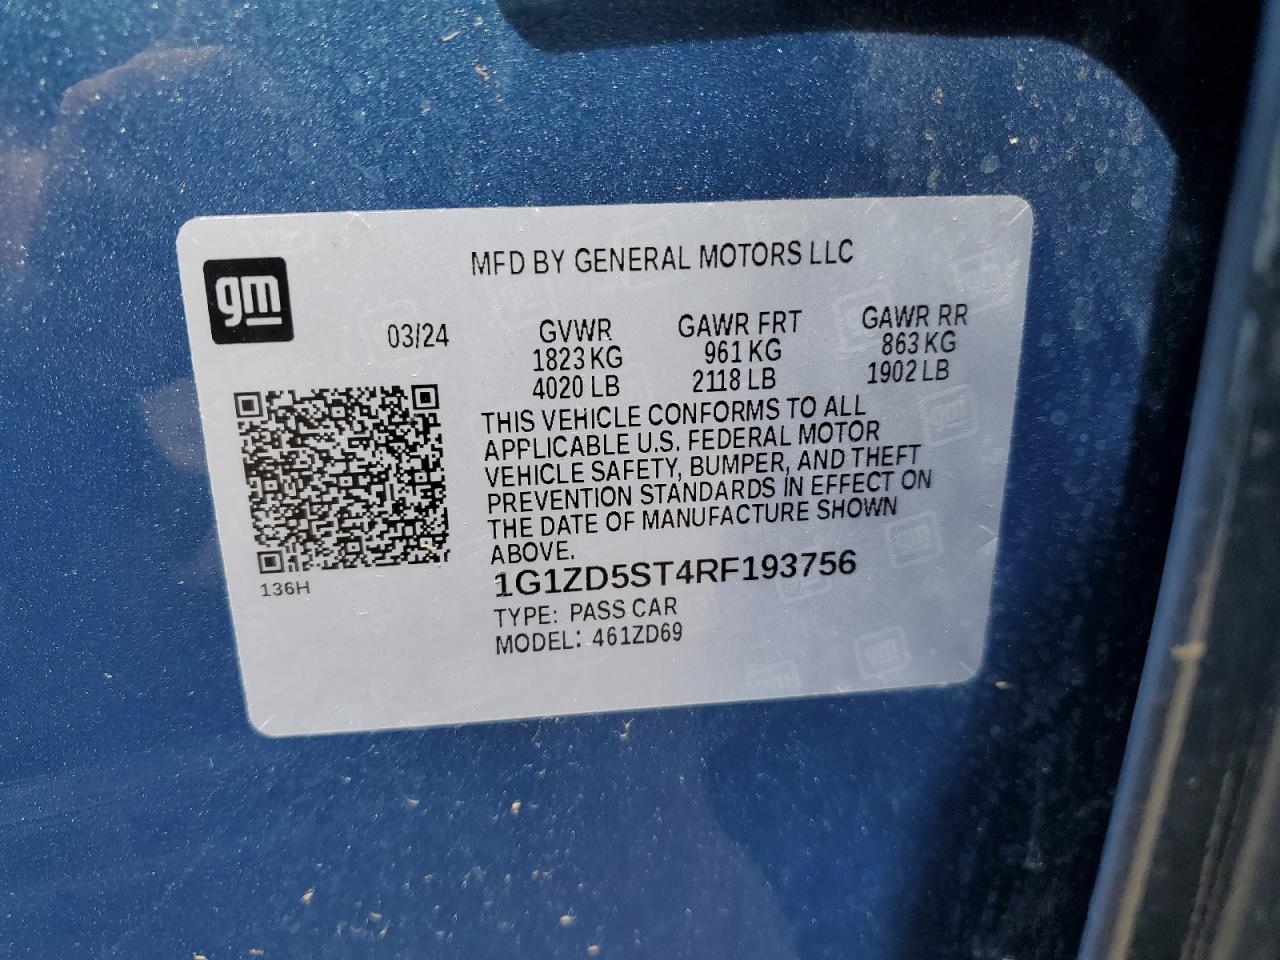 gm
MFD BY GENERAL MOTORS LLC
03/24
GVWR
1823 KG
4020 LB
GAWR FRT
961 KG
2118 LB
GAWR RR
863 KG
1902 LB
THIS VEHICLE CONFORMS TO ALL
APPLICABLE U.S. FEDERAL MOTOR
VEHICLE SAFETY, BUMPER, AND THEFT
PREVENTION STANDARDS IN EFFECT ON
THE DATE OF MANUFACTURE SHOWN
ABOVE.
136H
1G1ZD5ST4RF193756
TYPE: PASS CAR
MODEL: 461ZD69